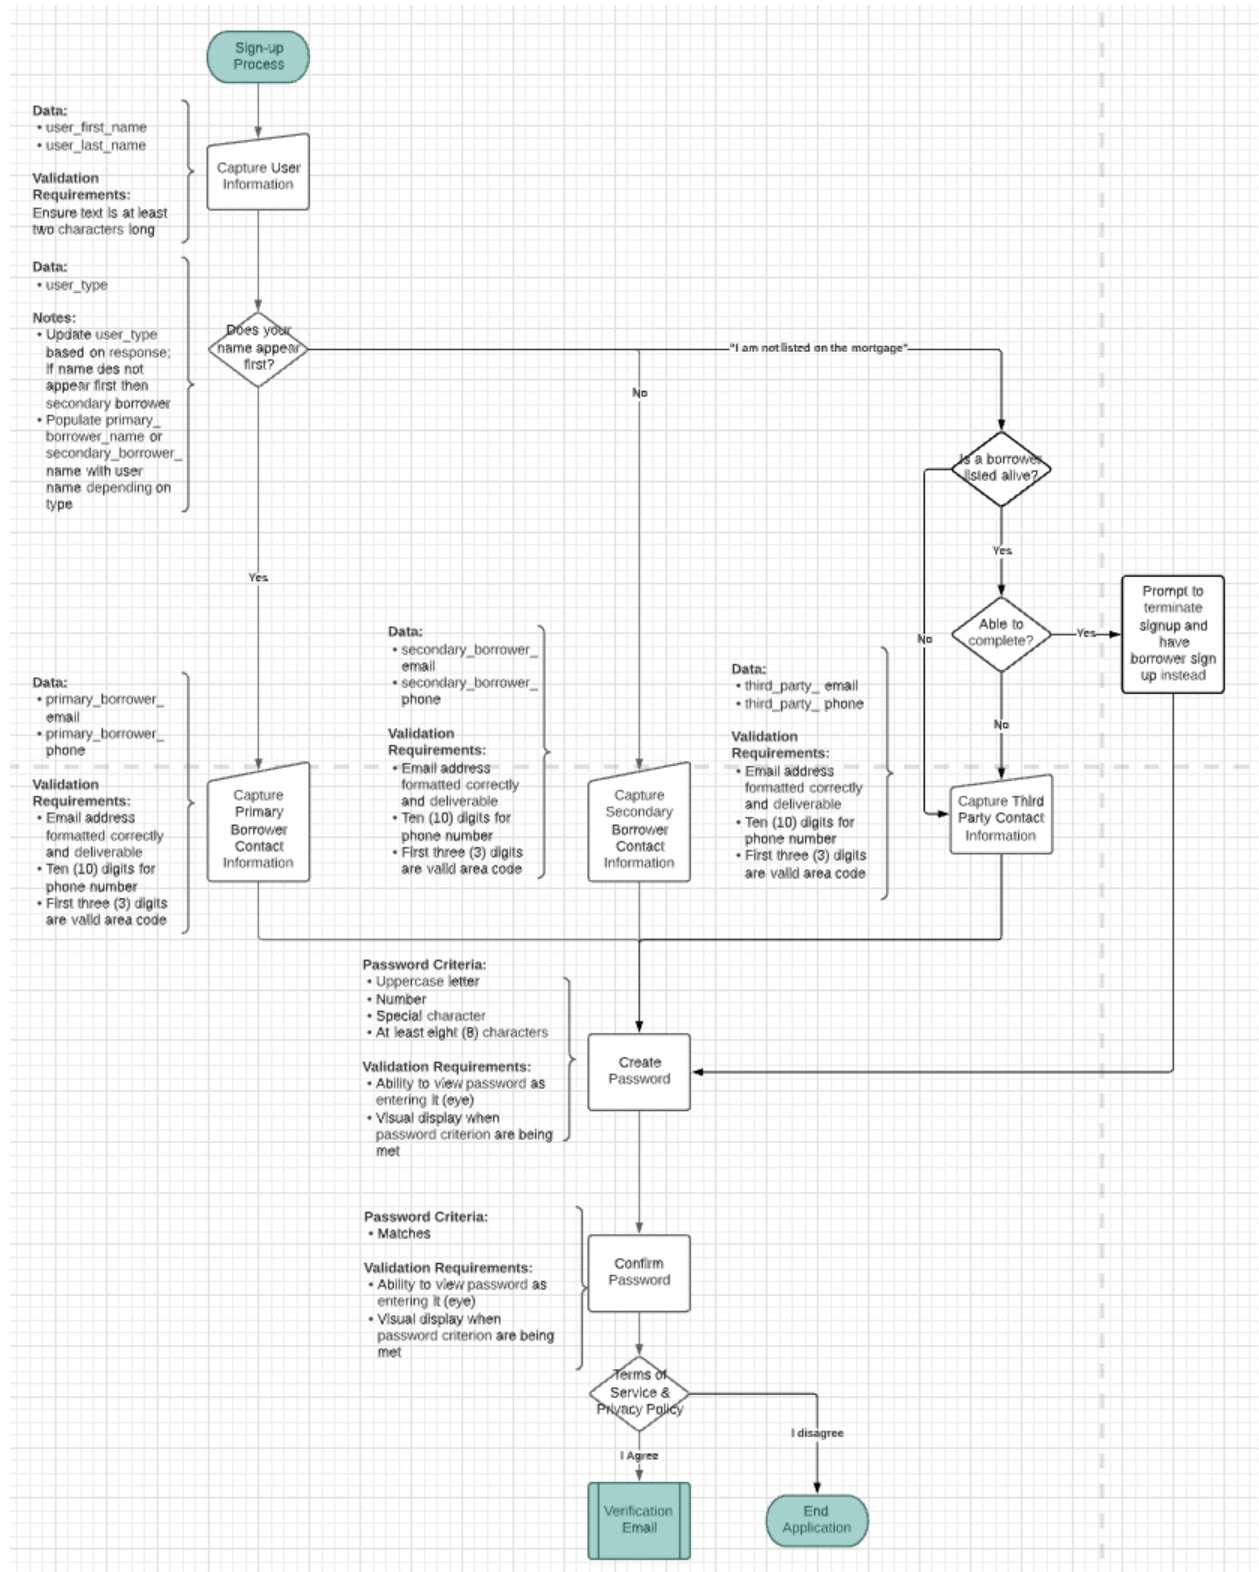 Sign-up
Process
Data:
• user_first_name
• user_last_name
Validation
Requirements:
Ensure text is at least
two characters long
Capture User
Information
Data:
• user_type
Notes:
• Update user_type
based on response;
if name des not
appear first then
secondary borrower
• Populate primary_
borrower_name or
secondary_borrower_
name with user
name depending on
type
Does your
name appear
first?
"I am not listed on the mortgage"
No
Yes
Is a borrower
listed alive?
Yes
No
Able to
complete?
Yes
No
Prompt to
terminate
signup and
have
borrower sign
up instead
Data:
• primary_borrower_
email
• primary_borrower_
phone
Validation
Requirements:
• Email address
formatted correctly
and deliverable
• Ten (10) digits for
phone number
• First three (3) digits
are valid area code
Capture
Primary
Borrower
Contact
Information
Data:
• secondary_borrower_
email
• secondary_borrower_
phone
Validation
Requirements:
• Email address
formatted correctly
and deliverable
• Ten (10) digits for
phone number
• First three (3) digits
are valid area code
Capture
Secondary
Borrower
Contact
Information
Data:
• third_party_ email
• third_party_ phone
Validation
Requirements:
• Email address
formatted correctly
and deliverable
• Ten (10) digits for
phone number
• First three (3) digits
are valid area code
Capture Third
Party Contact
Information
Password Criteria:
• Uppercase letter
• Number
• Special character
• At least eight (8) characters
Validation Requirements:
• Ability to view password as
entering it (eye)
• Visual display when
password criterion are being
met
Create
Password
Password Criteria:
• Matches
Validation Requirements:
• Ability to view password as
entering it (eye)
• Visual display when
password criterion are being
met
Confirm
Password
Terms of
Service &
Privacy Policy
I disagree
I Agree
Verification
Email
End
Application